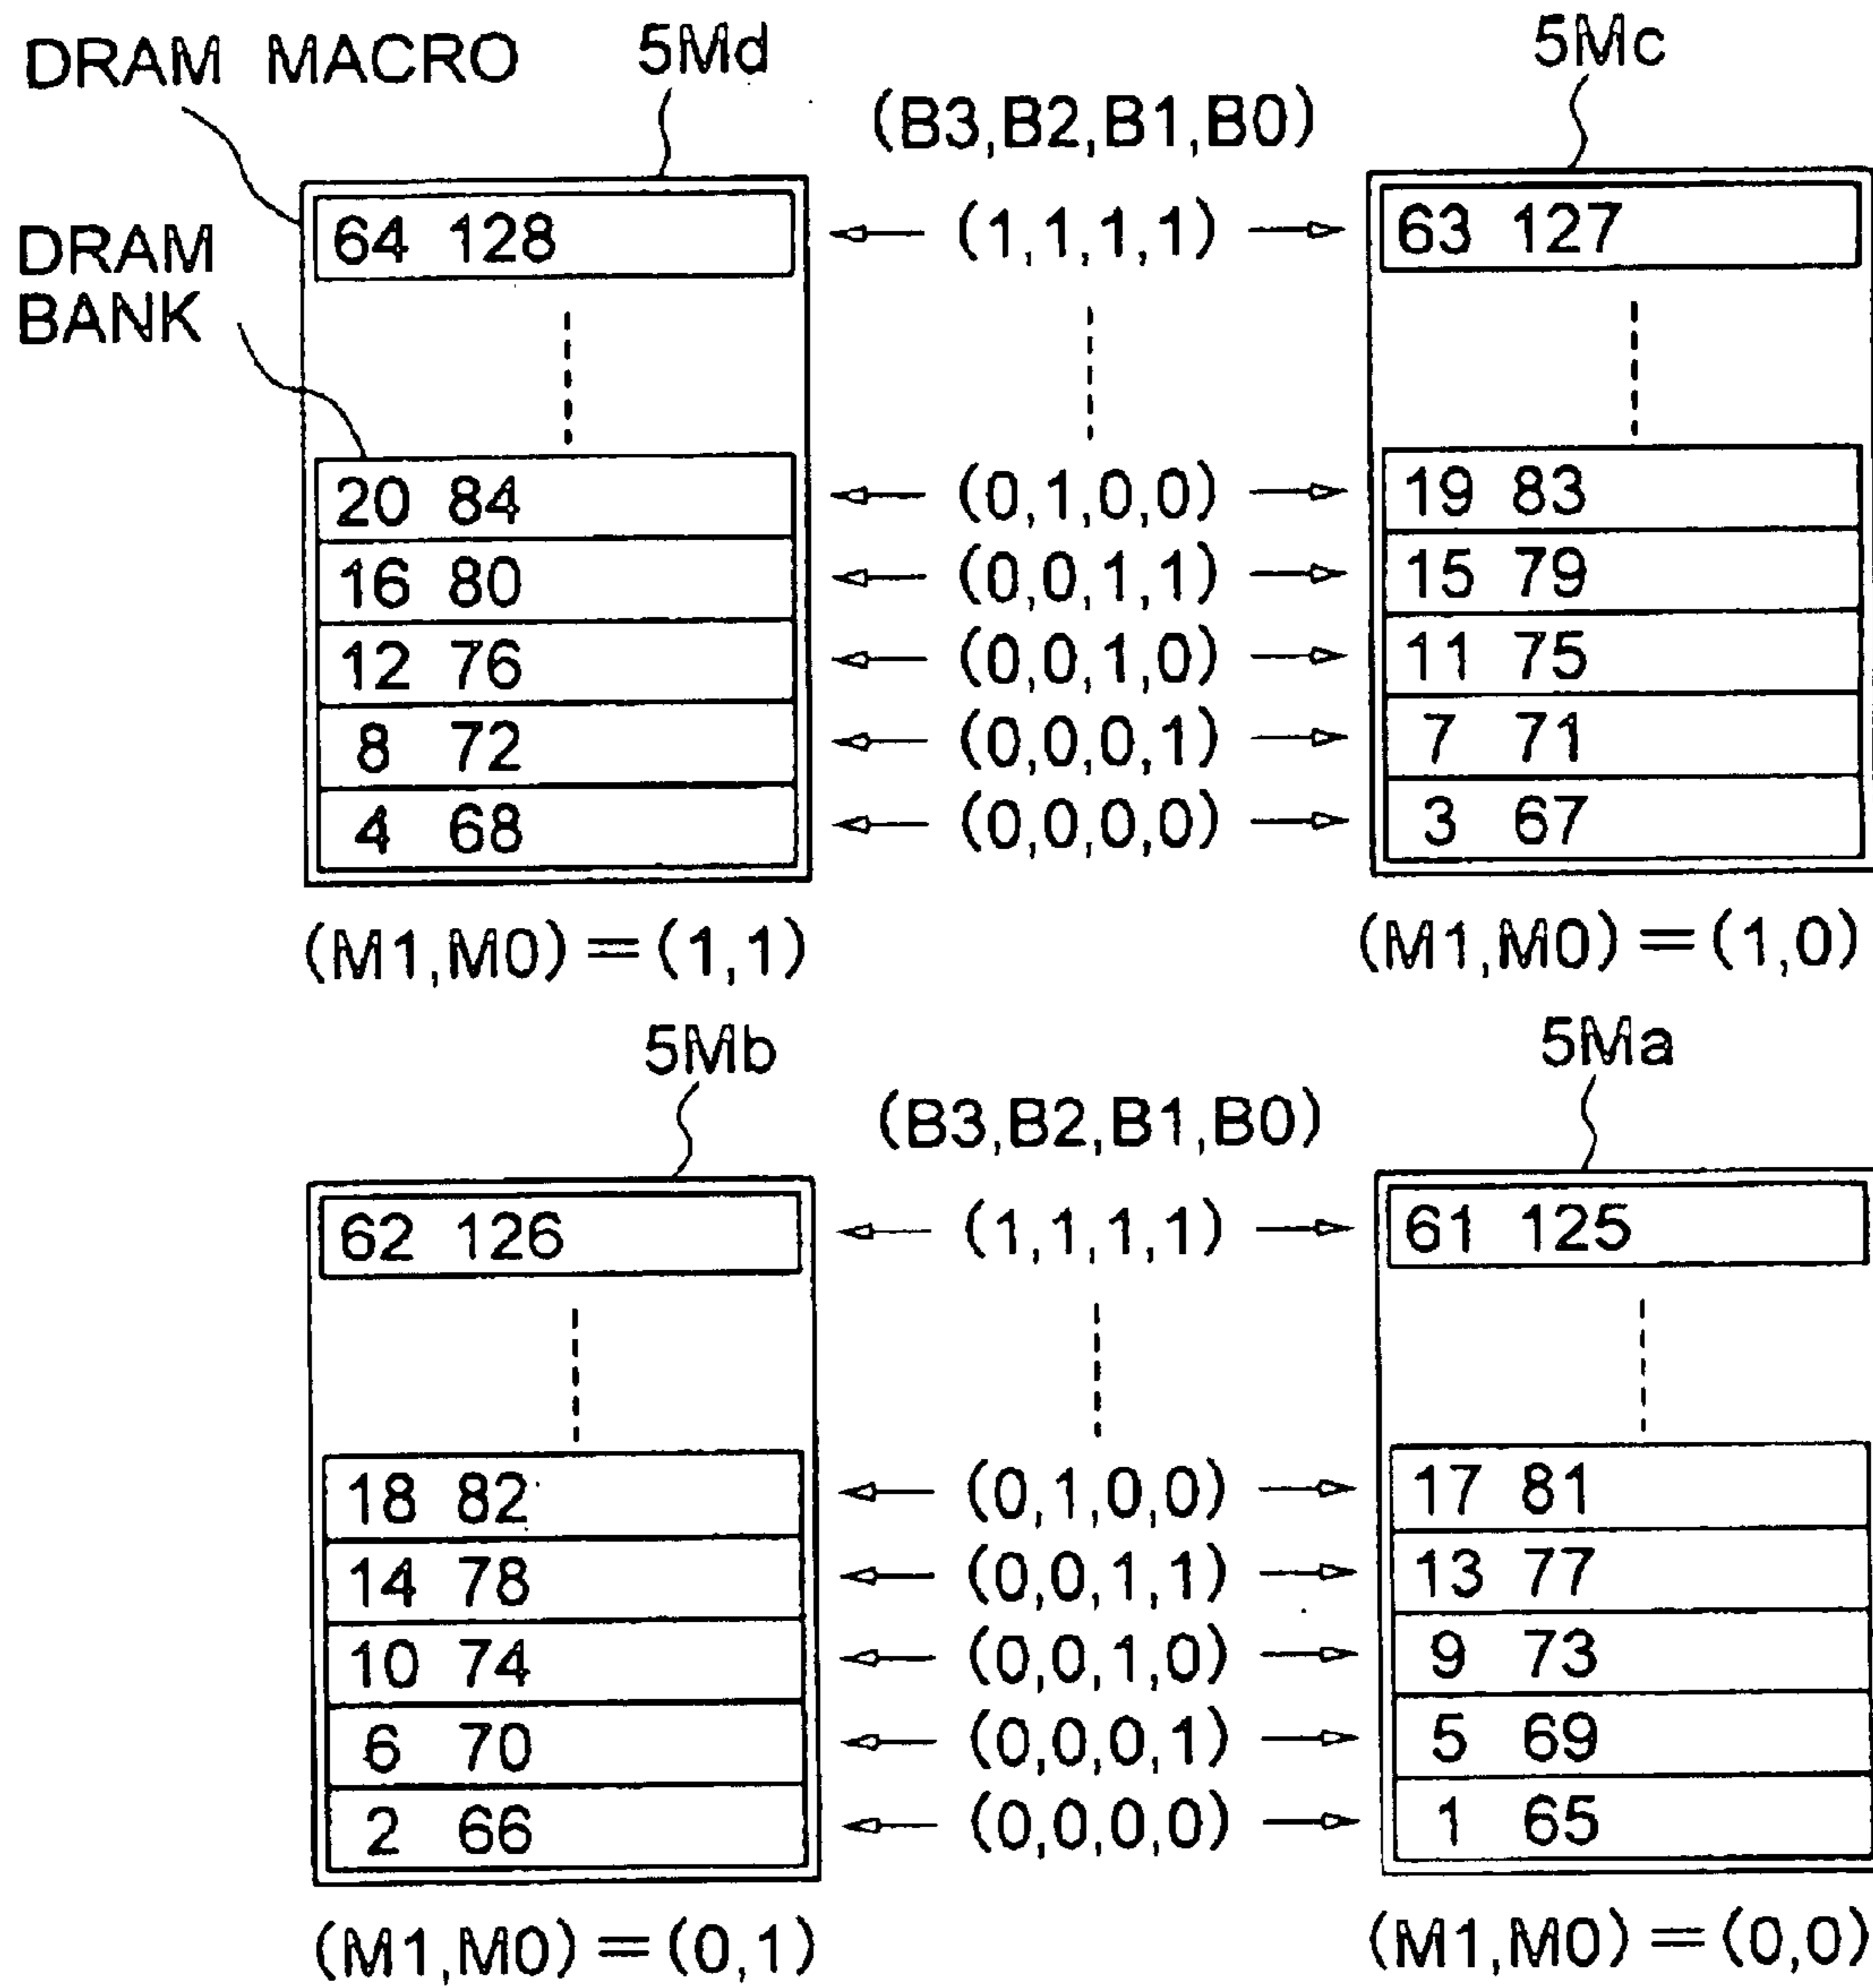 DRAM MACRO 5Md 5Mc
(B3,B2,B1,B0)
64 128 (1,1,1,1) 63 127
DRAM
BANK
20 84 (0,1,0,0) 19 83
16 80 (0,0,1,1) 15 79
12 76 (0,0,1,0) 11 75
8 72 (0,0,0,1) 7 71
4 68 (0,0,0,0) 3 67
(M1,M0)=(1,1) (M1,M0)=(1,0)
5Mb 5Ma
(B3,B2,B1,B0)
62 126 (1,1,1,1) 61 125
18 82 (0,1,0,0) 17 81
14 78 (0,0,1,1) 13 77
10 74 (0,0,1,0) 9 73
6 70 (0,0,0,1) 5 69
2 66 (0,0,0,0) 1 65
(M1,M0)=(0,1) (M1,M0)=(0,0)